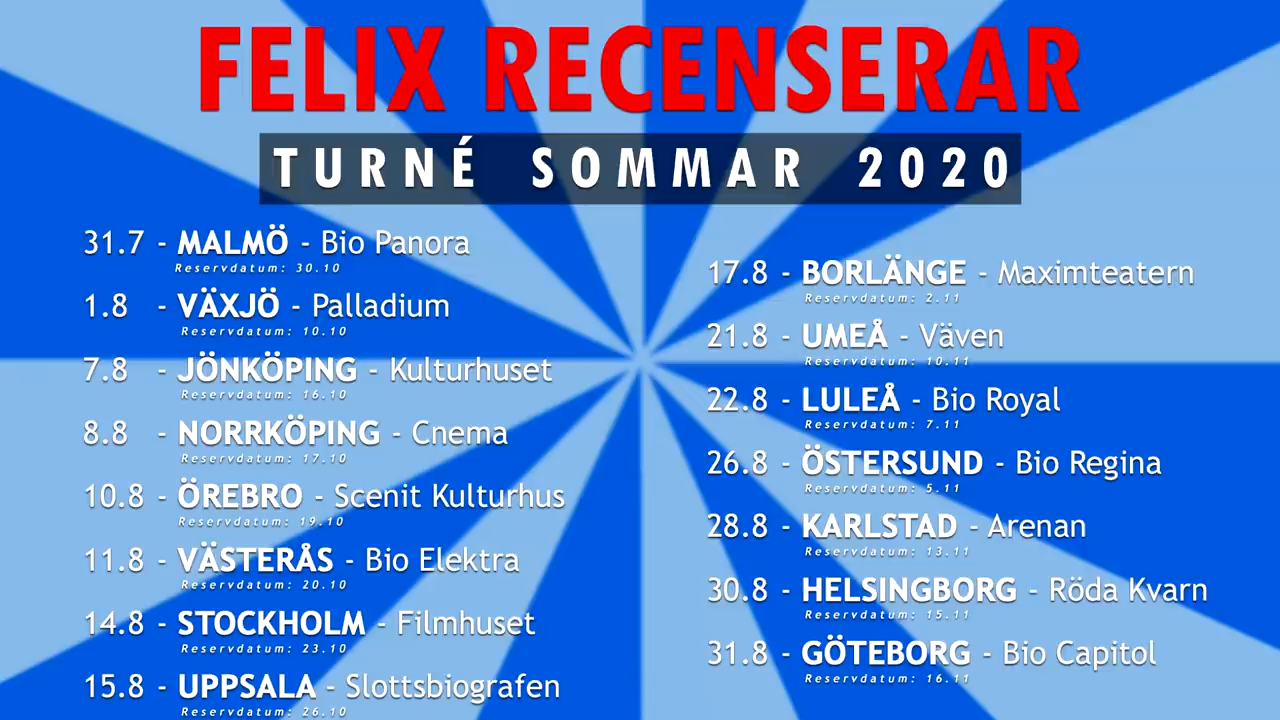 FELIX RECENSERAR
TURNÉ SOMMAR 2020
31.7 - MALMÖ - Bio Panora
Reservdatum: 30.10
1.8 - VÄXJÖ - Palladium
Reservdatum: 10.10
7.8 - JÖNKÖPING - Kulturhuset
Reservdatum: 16.10
8.8 - NORRKÖPING - Cnema
Reservdatum: 17.10
10.8 - ÖREBRO - Scenit Kulturhus
Reservdatum: 19.10
11.8 - VÄSTERÅS - Bio Elektra
Reservdatum: 20.10
14.8 - STOCKHOLM - Filmhuset
Reservdatum: 23.10
15.8 - UPPSALA - Slottsbiografen
Reservdatum: 26.10
17.8 - BORLÄNGE - Maximteatern
Reservdatum: 2.11
21.8 - UMEÅ - Väven
Reservdatum: 10.11
22.8 - LULEÅ - Bio Royal
Reservdatum: 7.11
26.8 - ÖSTERSUND - Bio Regina
Reservdatum: 5.11
28.8 - KARLSTAD - Arenan
Reservdatum: 13.11
30.8 - HELSINGBORG - Röda Kvarn
Reservdatum: 15.11
31.8 - GÖTEBORG - Bio Capitol
Reservdatum: 16.11